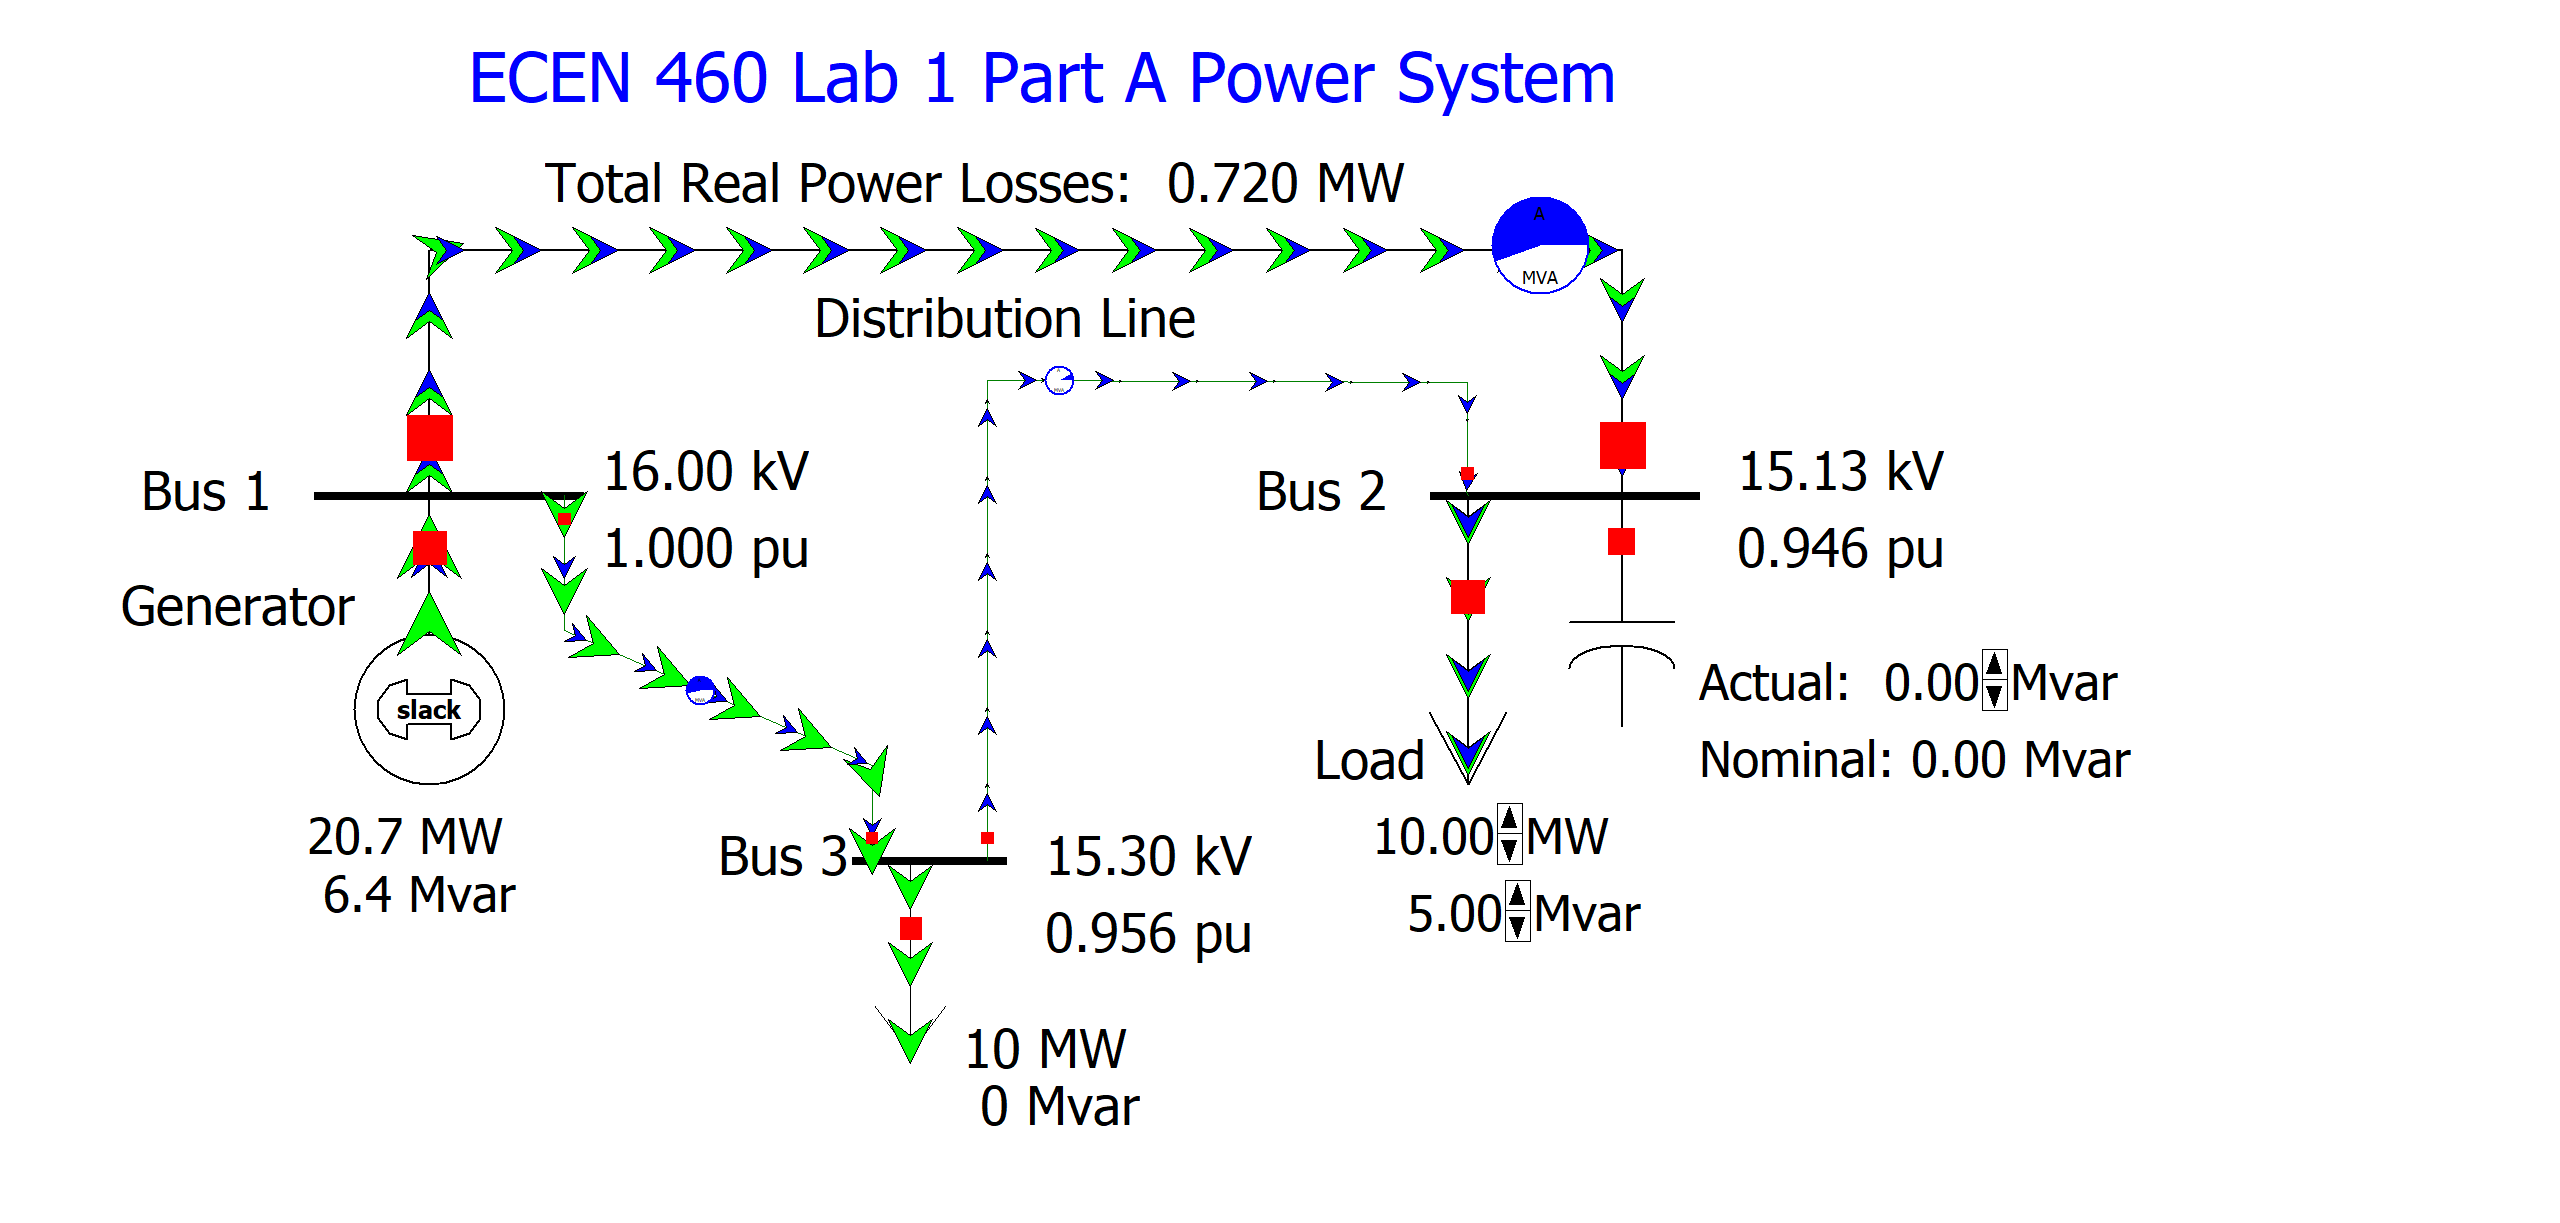 ECEN 460 Lab 1 Part A Power System
Total Real Power Losses: 0.720 MW
A
MVA
Distribution Line
A
MVA
Bus 1
16.00 kV
1.000 pu
Bus 2
15.13 kV
0.946 pu
Generator
slack
MVA
Actual: 0.00 Mvar
Nominal: 0.00 Mvar
Load
10.00 MW
5.00 Mvar
20.7 MW
6.4 Mvar
Bus 3
15.30 kV
0.956 pu
10 MW
0 Mvar